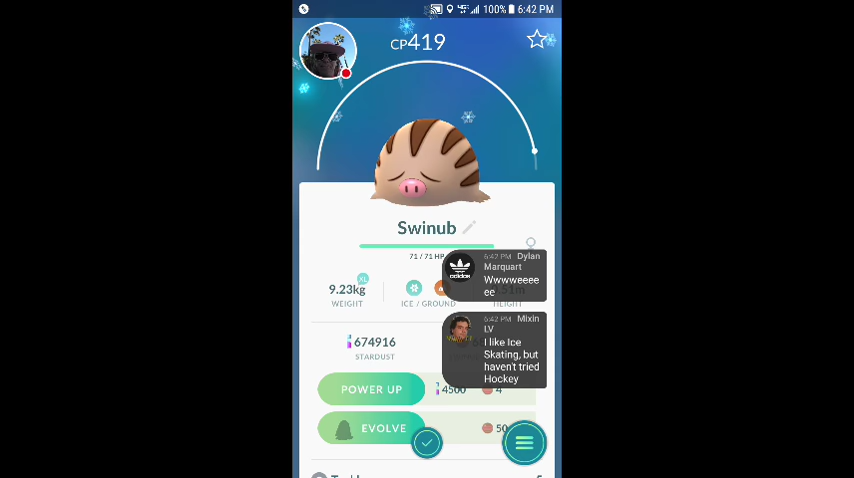 100% 6:42 PM
CP419
Swinub
71 / 71 HP
6:42 PM Dylan
Marquart
Wwwweeeee
ee
adidas
XL
9.23kg
WEIGHT
ICE / GROUND
HEIGHT
6:42 PM Mixin
LV
I like Ice
Skating, but
haven't tried
Hockey
674916
STARDUST
POWER UP
4500
4
EVOLVE
50